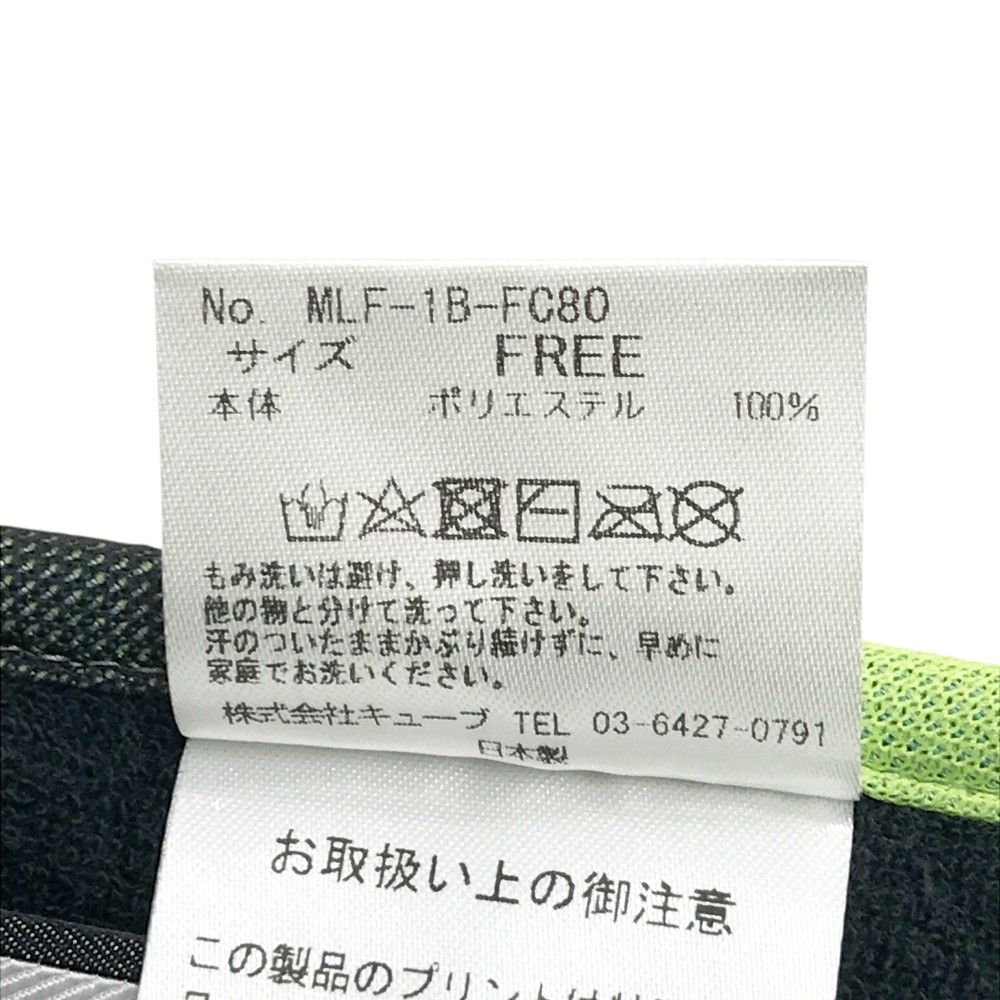 No. MLF-1B-FC80
サイズ FREE
本体 ポリエステル 100%
もみ洗いは避け、押し洗いをして下さい。
他の物と分けて洗って下さい。
汗のついたままかぶり続けずに、早めに
家庭でお洗いください。
株式会社キューブ TEL 03-6427-0791
日本製
お取扱い上の御注意
この製品のプリントは